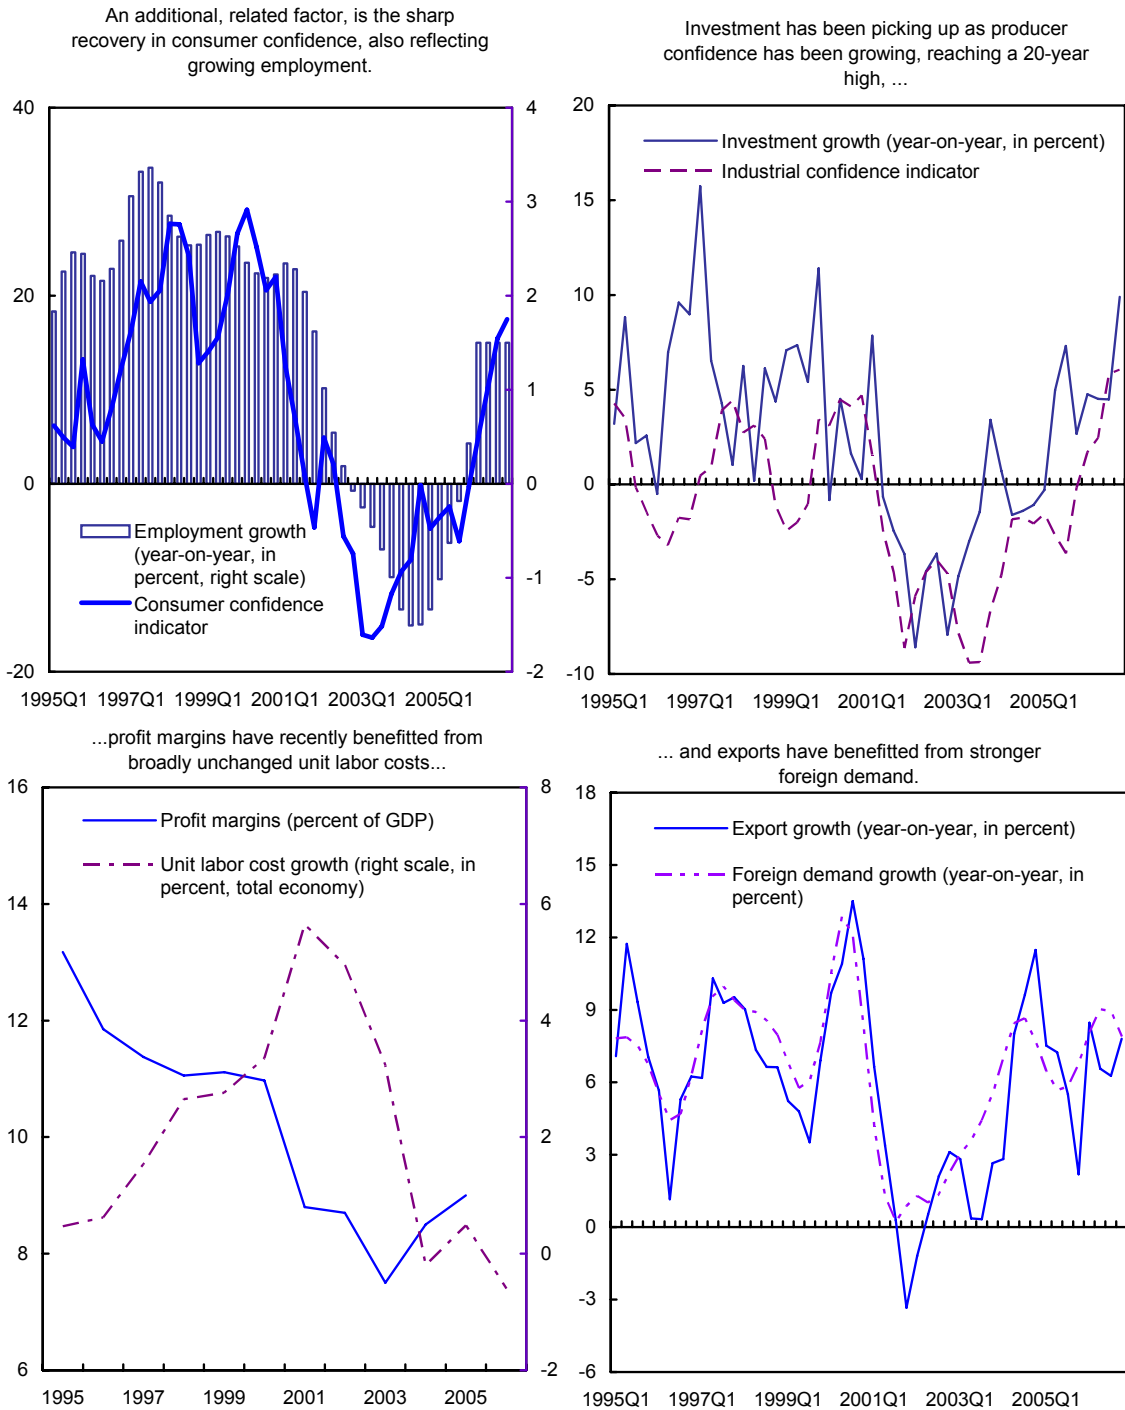 An additional, related factor, is the sharp
recovery in consumer confidence, also reflecting
growing employment.
40
20
0
-20
4
3
2
1
0
-1
-2
Employment growth
(year-on-year, in
percent, right scale)
Consumer confidence
indicator
1995Q1 1997Q1 1999Q1 2001Q1 2003Q1 2005Q1
Investment has been picking up as producer
confidence has been growing, reaching a 20-year
high, ...
20
15
10
5
0
-5
-10
Investment growth (year-on-year, in percent)
Industrial confidence indicator
1995Q1 1997Q1 1999Q1 2001Q1 2003Q1 2005Q1
...profit margins have recently benefitted from
broadly unchanged unit labor costs...
16
14
12
10
8
6
8
6
4
2
0
-2
Profit margins (percent of GDP)
Unit labor cost growth (right scale, in
percent, total economy)
1995 1997 1999 2001 2003 2005
... and exports have benefitted from stronger
foreign demand.
18
15
12
9
6
3
0
-3
-6
Export growth (year-on-year, in percent)
Foreign demand growth (year-on-year, in
percent)
1995Q1 1997Q1 1999Q1 2001Q1 2003Q1 2005Q1